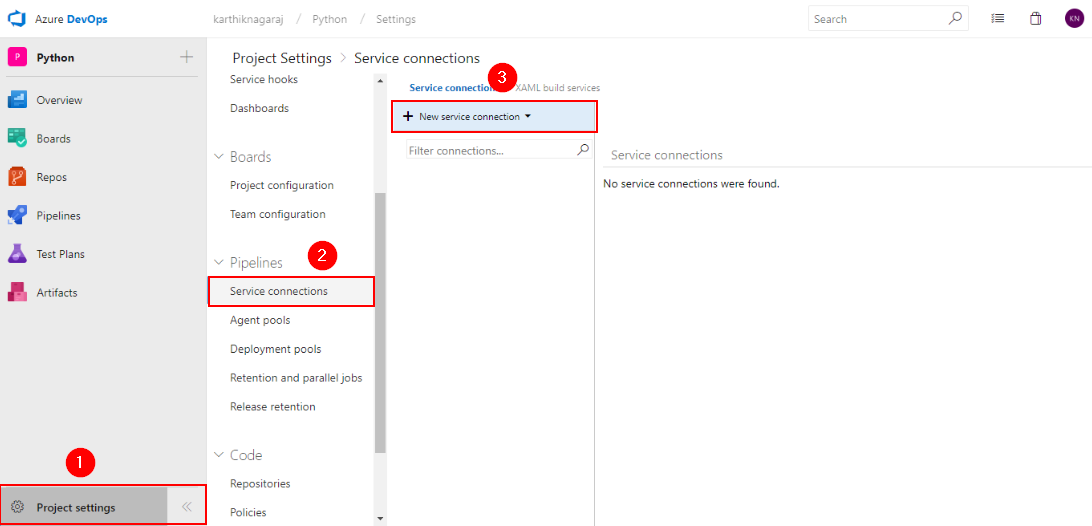 Azure DevOps
karthiknagaraj / Python / Settings
Search
KN
P Python
Overview
Boards
Repos
Pipelines
Test Plans
Artifacts
1
Project settings
Project Settings > Service connections
Service hooks
Dashboards
Boards
Project configuration
Team configuration
Pipelines
2
Service connections
Agent pools
Deployment pools
Retention and parallel jobs
Release retention
Code
Repositories
Policies
3
Service connection XAML build services
+ New service connection
Filter connections...
Service connections
No service connections were found.